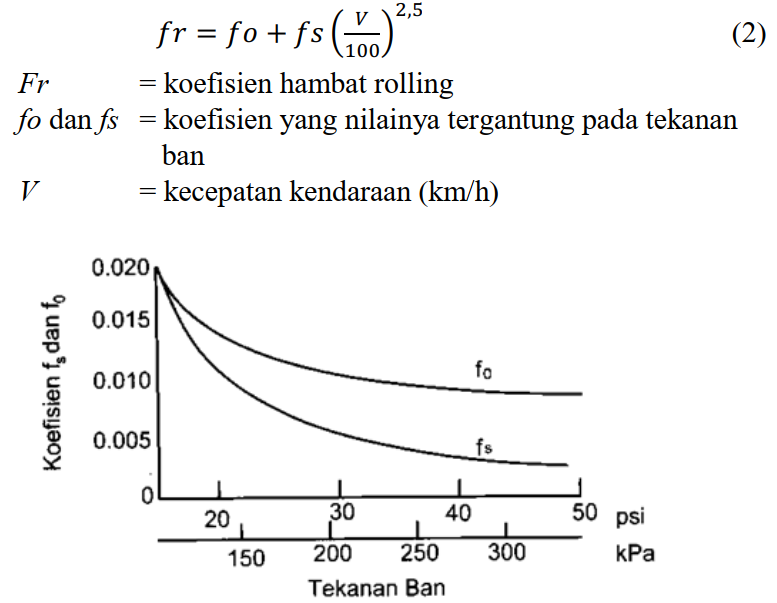 fr = fo + fs (V/100)^2,5 (2)
Fr = koefisien hambat rolling
fo dan fs = koefisien yang nilainya tergantung pada tekanan
ban
V = kecepatan kendaraan (km/h)
Koefisien fₛ dan f₀
0.020
0.015
0.010
0.005
0
f₀
fₛ
20 30 40 50 psi
150 200 250 300 kPa
Tekanan Ban